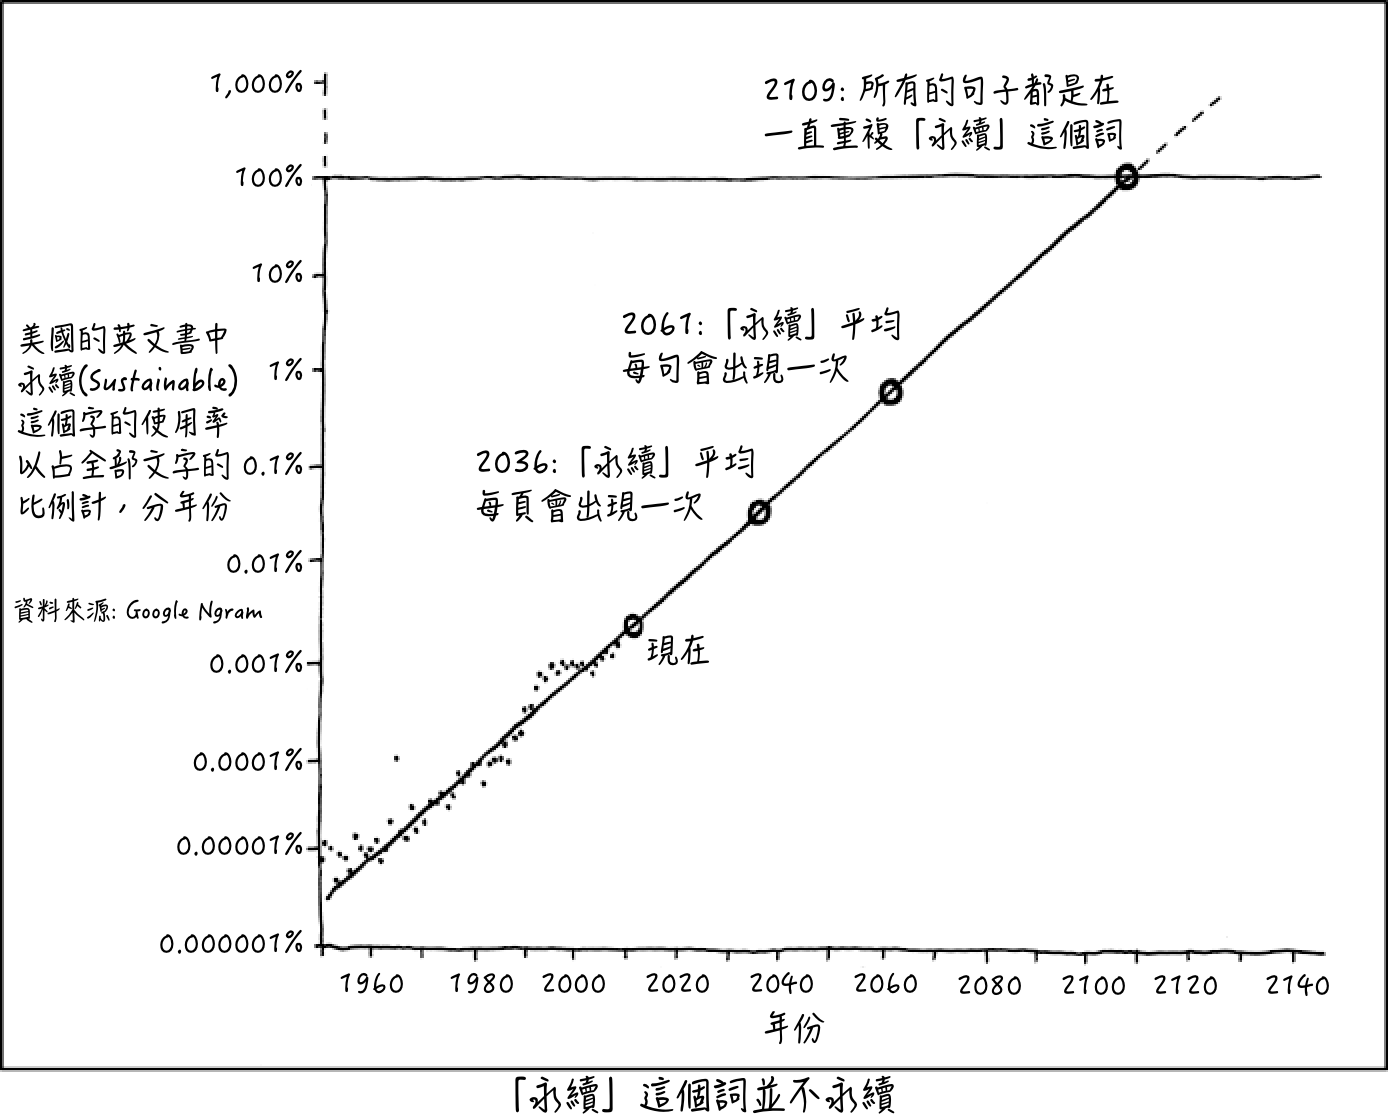 1,000%
100%
10%
1%
0.1%
0.01%
0.001%
0.0001%
0.00001%
0.000001%
美國的英文書中
永續(Sustainable)
這個字的使用率
以占全部文字的
比例計，分年份
資料來源: Google Ngram
2109: 所有的句子都是在
一直重複「永續」這個詞
2061:「永續」平均
每句會出現一次
2036:「永續」平均
每頁會出現一次
現在
1960 1980 2000 2020 2040 2060 2080 2100 2120 2140
年份
「永續」這個詞並不永續